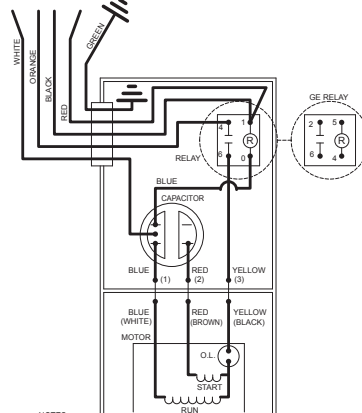 WHITE
ORANGE
BLACK
RED
GREEN
GE RELAY
4
1
R
6
0
2
5
R
6
4
RELAY
BLUE
CAPACITOR
BLUE
RED
YELLOW
(1)
(2)
(3)
BLUE
(WHITE)
RED
(BROWN)
YELLOW
(BLACK)
MOTOR
O.L.
START
RUN